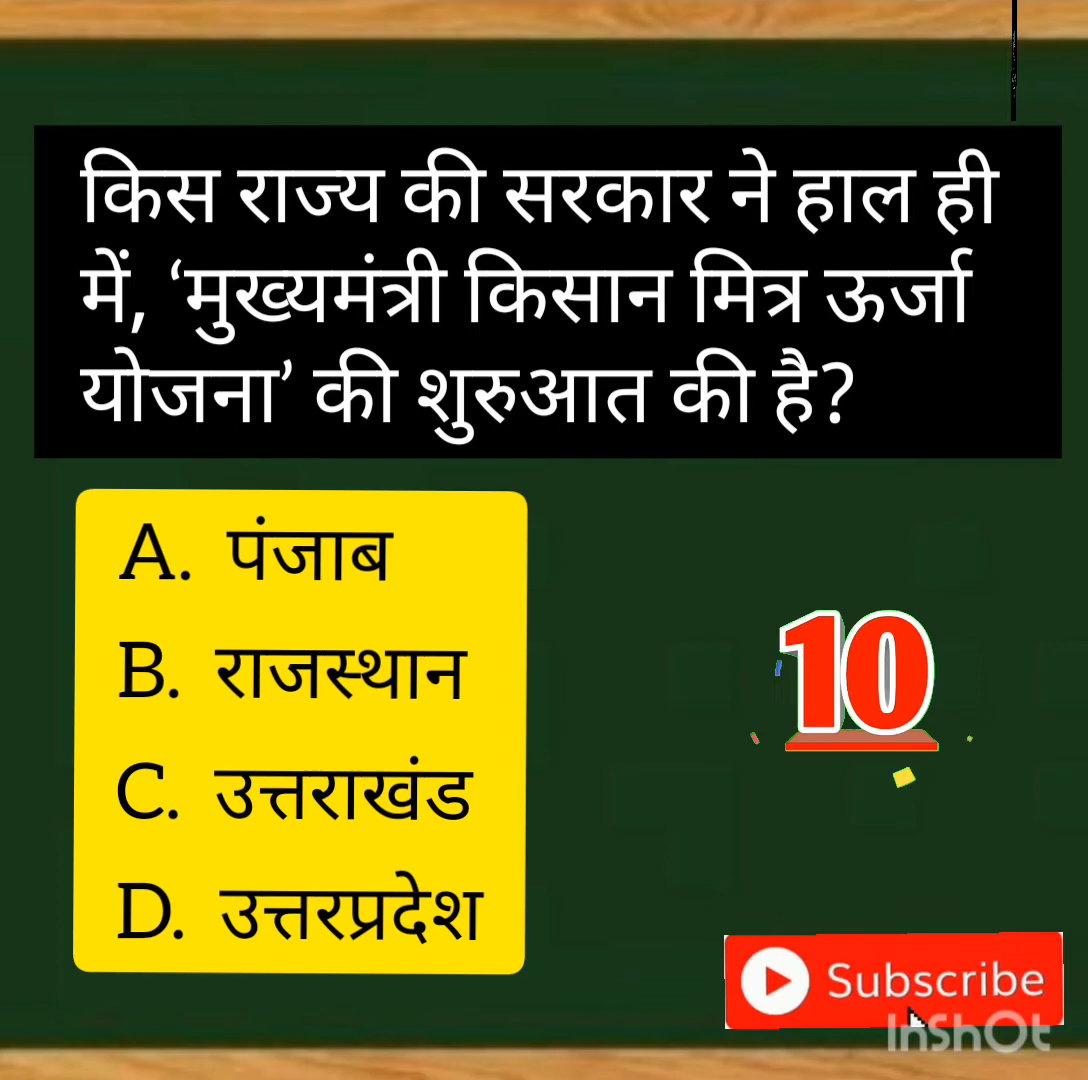 किस राज्य की सरकार ने हाल ही
में, ‘मुख्यमंत्री किसान मित्र ऊर्जा
योजना’ की शुरुआत की है?
A. पंजाब
B. राजस्थान
C. उत्तराखंड
D. उत्तरप्रदेश
10
Subscribe
InShOt